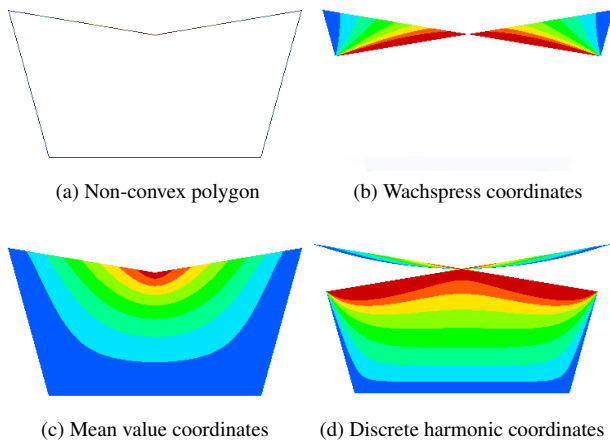 (a) Non-convex polygon
(b) Wachspress coordinates
(c) Mean value coordinates
(d) Discrete harmonic coordinates